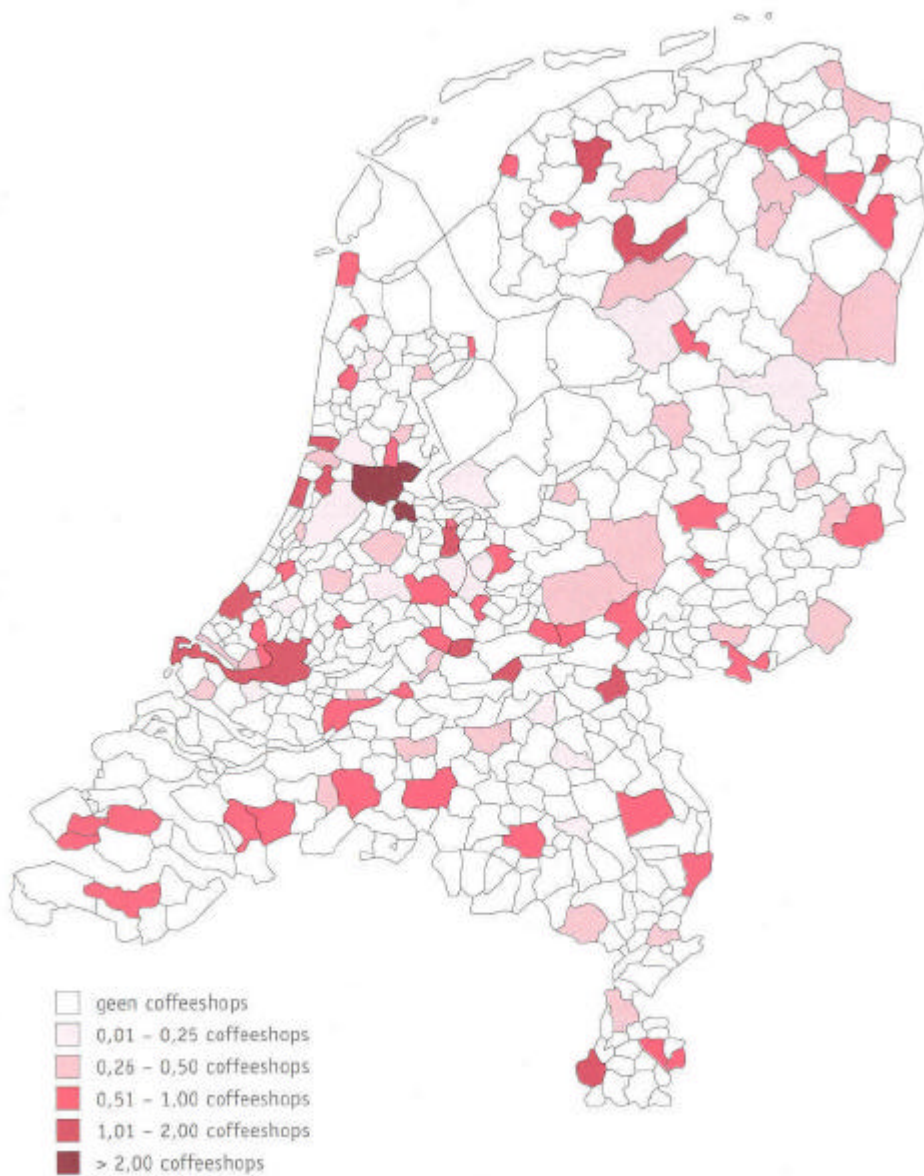 geen coffeeshops
0,01 - 0,25 coffeeshops
0,26 - 0,50 coffeeshops
0,51 - 1,00 coffeeshops
1,01 - 2,00 coffeeshops
> 2,00 coffeeshops